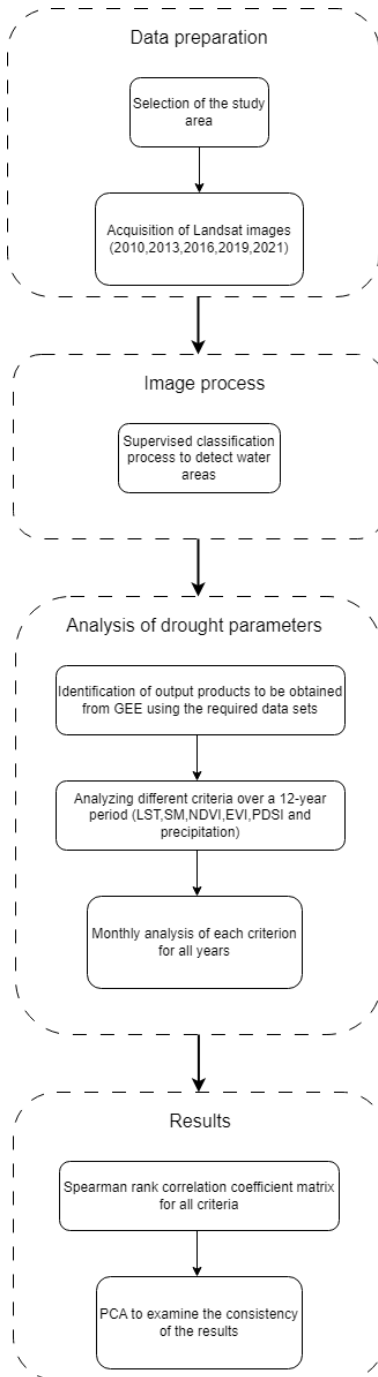 Data preparation
Selection of the study
area
Acquisition of Landsat images
(2010,2013,2016,2019,2021)
Image process
Supervised classification
process to detect water
areas
Analysis of drought parameters
Identification of output products to be obtained
from GEE using the required data sets
Analyzing different criteria over a 12-year
period (LST,SM,NDVI,EVI,PDSI and
precipitation)
Monthly analysis of each criterion
for all years
Results
Spearman rank correlation coefficient matrix
for all criteria
PCA to examine the consistency
of the results